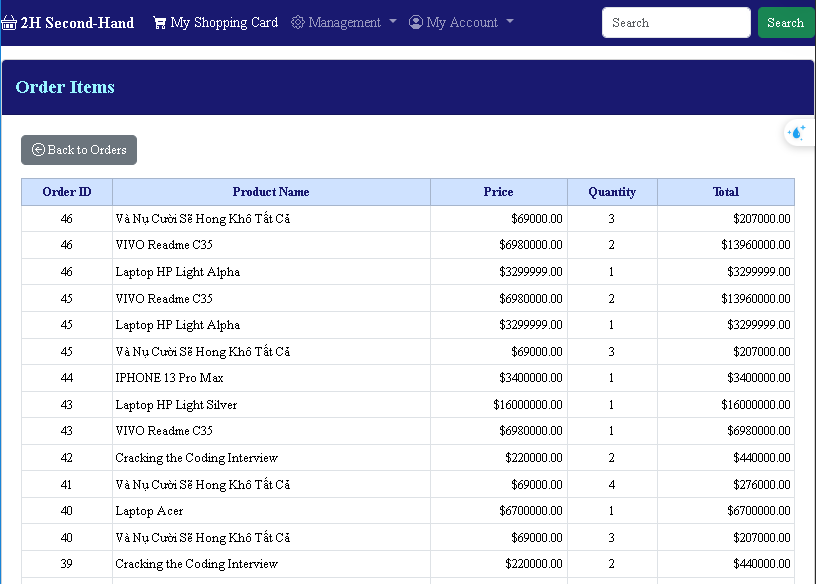 2H Second-Hand My Shopping Card Management My Account Search Search
Order Items
Back to Orders
Order ID Product Name Price Quantity Total
46 Và Nụ Cười Sẽ Hong Khô Tất Cả $69000.00 3 $207000.00
46 VIVO Readme C35 $6980000.00 2 $13960000.00
46 Laptop HP Light Alpha $3299999.00 1 $3299999.00
45 VIVO Readme C35 $6980000.00 2 $13960000.00
45 Laptop HP Light Alpha $3299999.00 1 $3299999.00
45 Và Nụ Cười Sẽ Hong Khô Tất Cả $69000.00 3 $207000.00
44 IPHONE 13 Pro Max $3400000.00 1 $3400000.00
43 Laptop HP Light Silver $16000000.00 1 $16000000.00
43 VIVO Readme C35 $6980000.00 1 $6980000.00
42 Cracking the Coding Interview $220000.00 2 $440000.00
41 Và Nụ Cười Sẽ Hong Khô Tất Cả $69000.00 4 $276000.00
40 Laptop Acer $6700000.00 1 $6700000.00
40 Và Nụ Cười Sẽ Hong Khô Tất Cả $69000.00 3 $207000.00
39 Cracking the Coding Interview $220000.00 2 $440000.00